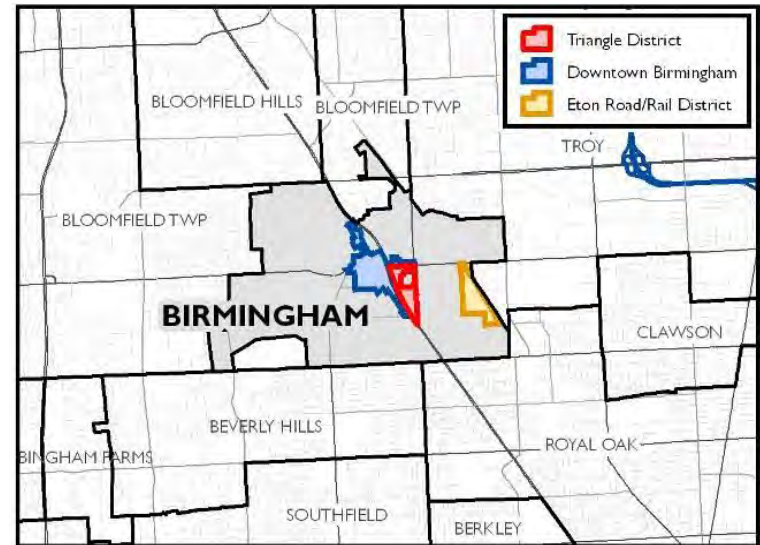 Triangle District
Downtown Birmingham
Eton Road/Rail District
BLOOMFIELD HILLS
BLOOMFIELD TWP
TROY
BLOOMFIELD TWP
BIRMINGHAM
CLAWSON
BEVERLY HILLS
BINGHAM FARMS
ROYAL OAK
SOUTHFIELD
BERKLEY